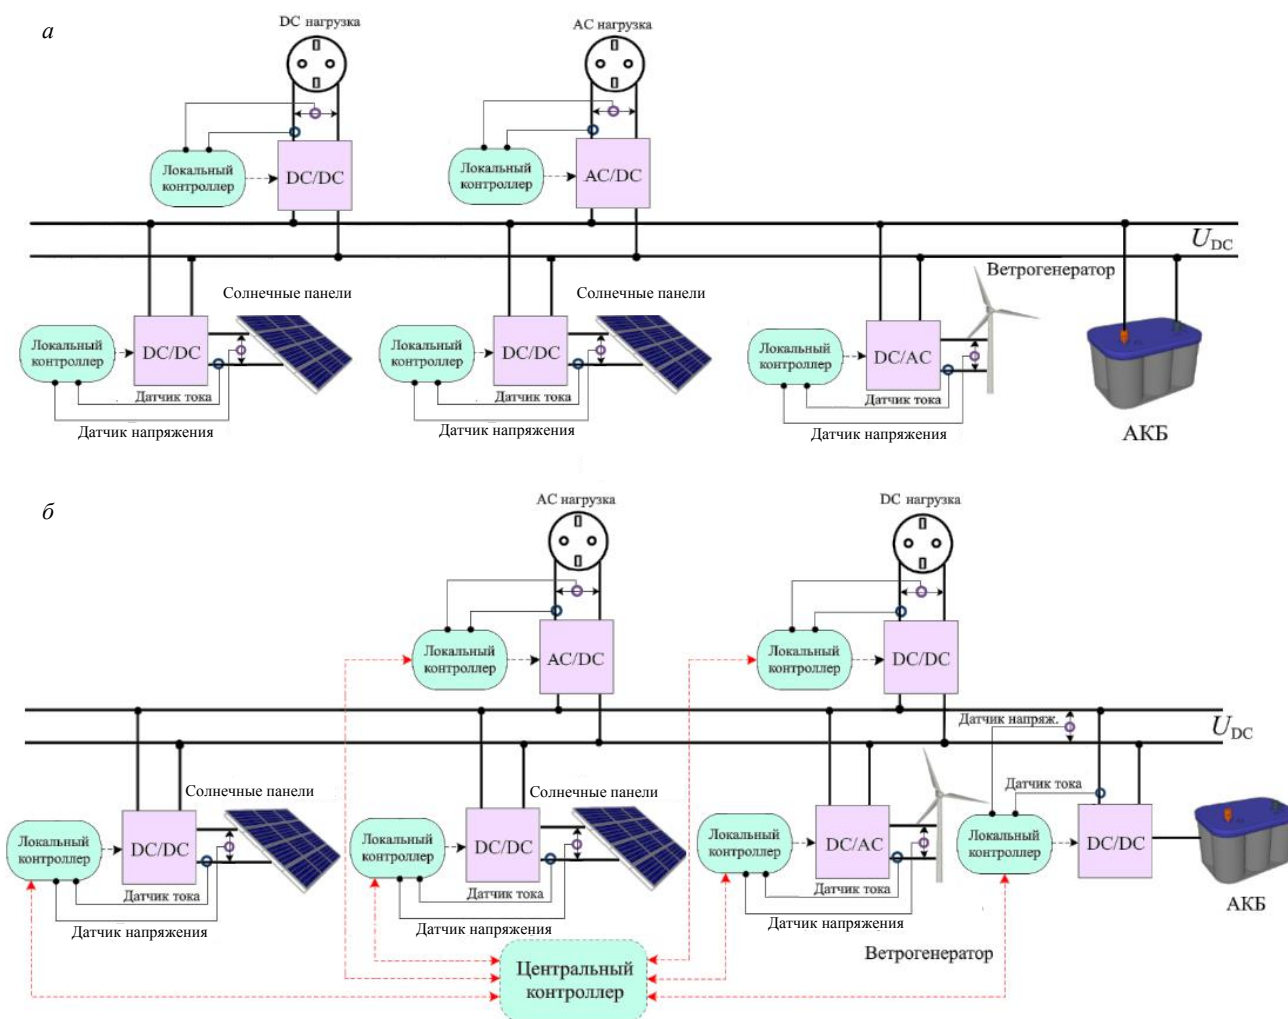 а
DC нагрузка
AC нагрузка
Локальный
контроллер
DC/DC
Локальный
контроллер
AC/DC
U_DC
Солнечные панели
Солнечные панели
Ветрогенератор
Локальный
контроллер
DC/DC
Локальный
контроллер
DC/DC
Локальный
контроллер
DC/AC
Датчик тока
Датчик тока
Датчик тока
Датчик напряжения
Датчик напряжения
Датчик напряжения
АКБ
б
AC нагрузка
DC нагрузка
Локальный
контроллер
AC/DC
Локальный
контроллер
DC/DC
Датчик напряж.
U_DC
Солнечные панели
Солнечные панели
Датчик тока
Локальный
контроллер
DC/DC
Локальный
контроллер
DC/DC
Локальный
контроллер
DC/AC
Локальный
контроллер
DC/DC
Датчик тока
Датчик тока
Датчик тока
АКБ
Датчик напряжения
Датчик напряжения
Датчик напряжения
Ветрогенератор
Центральный
контроллер